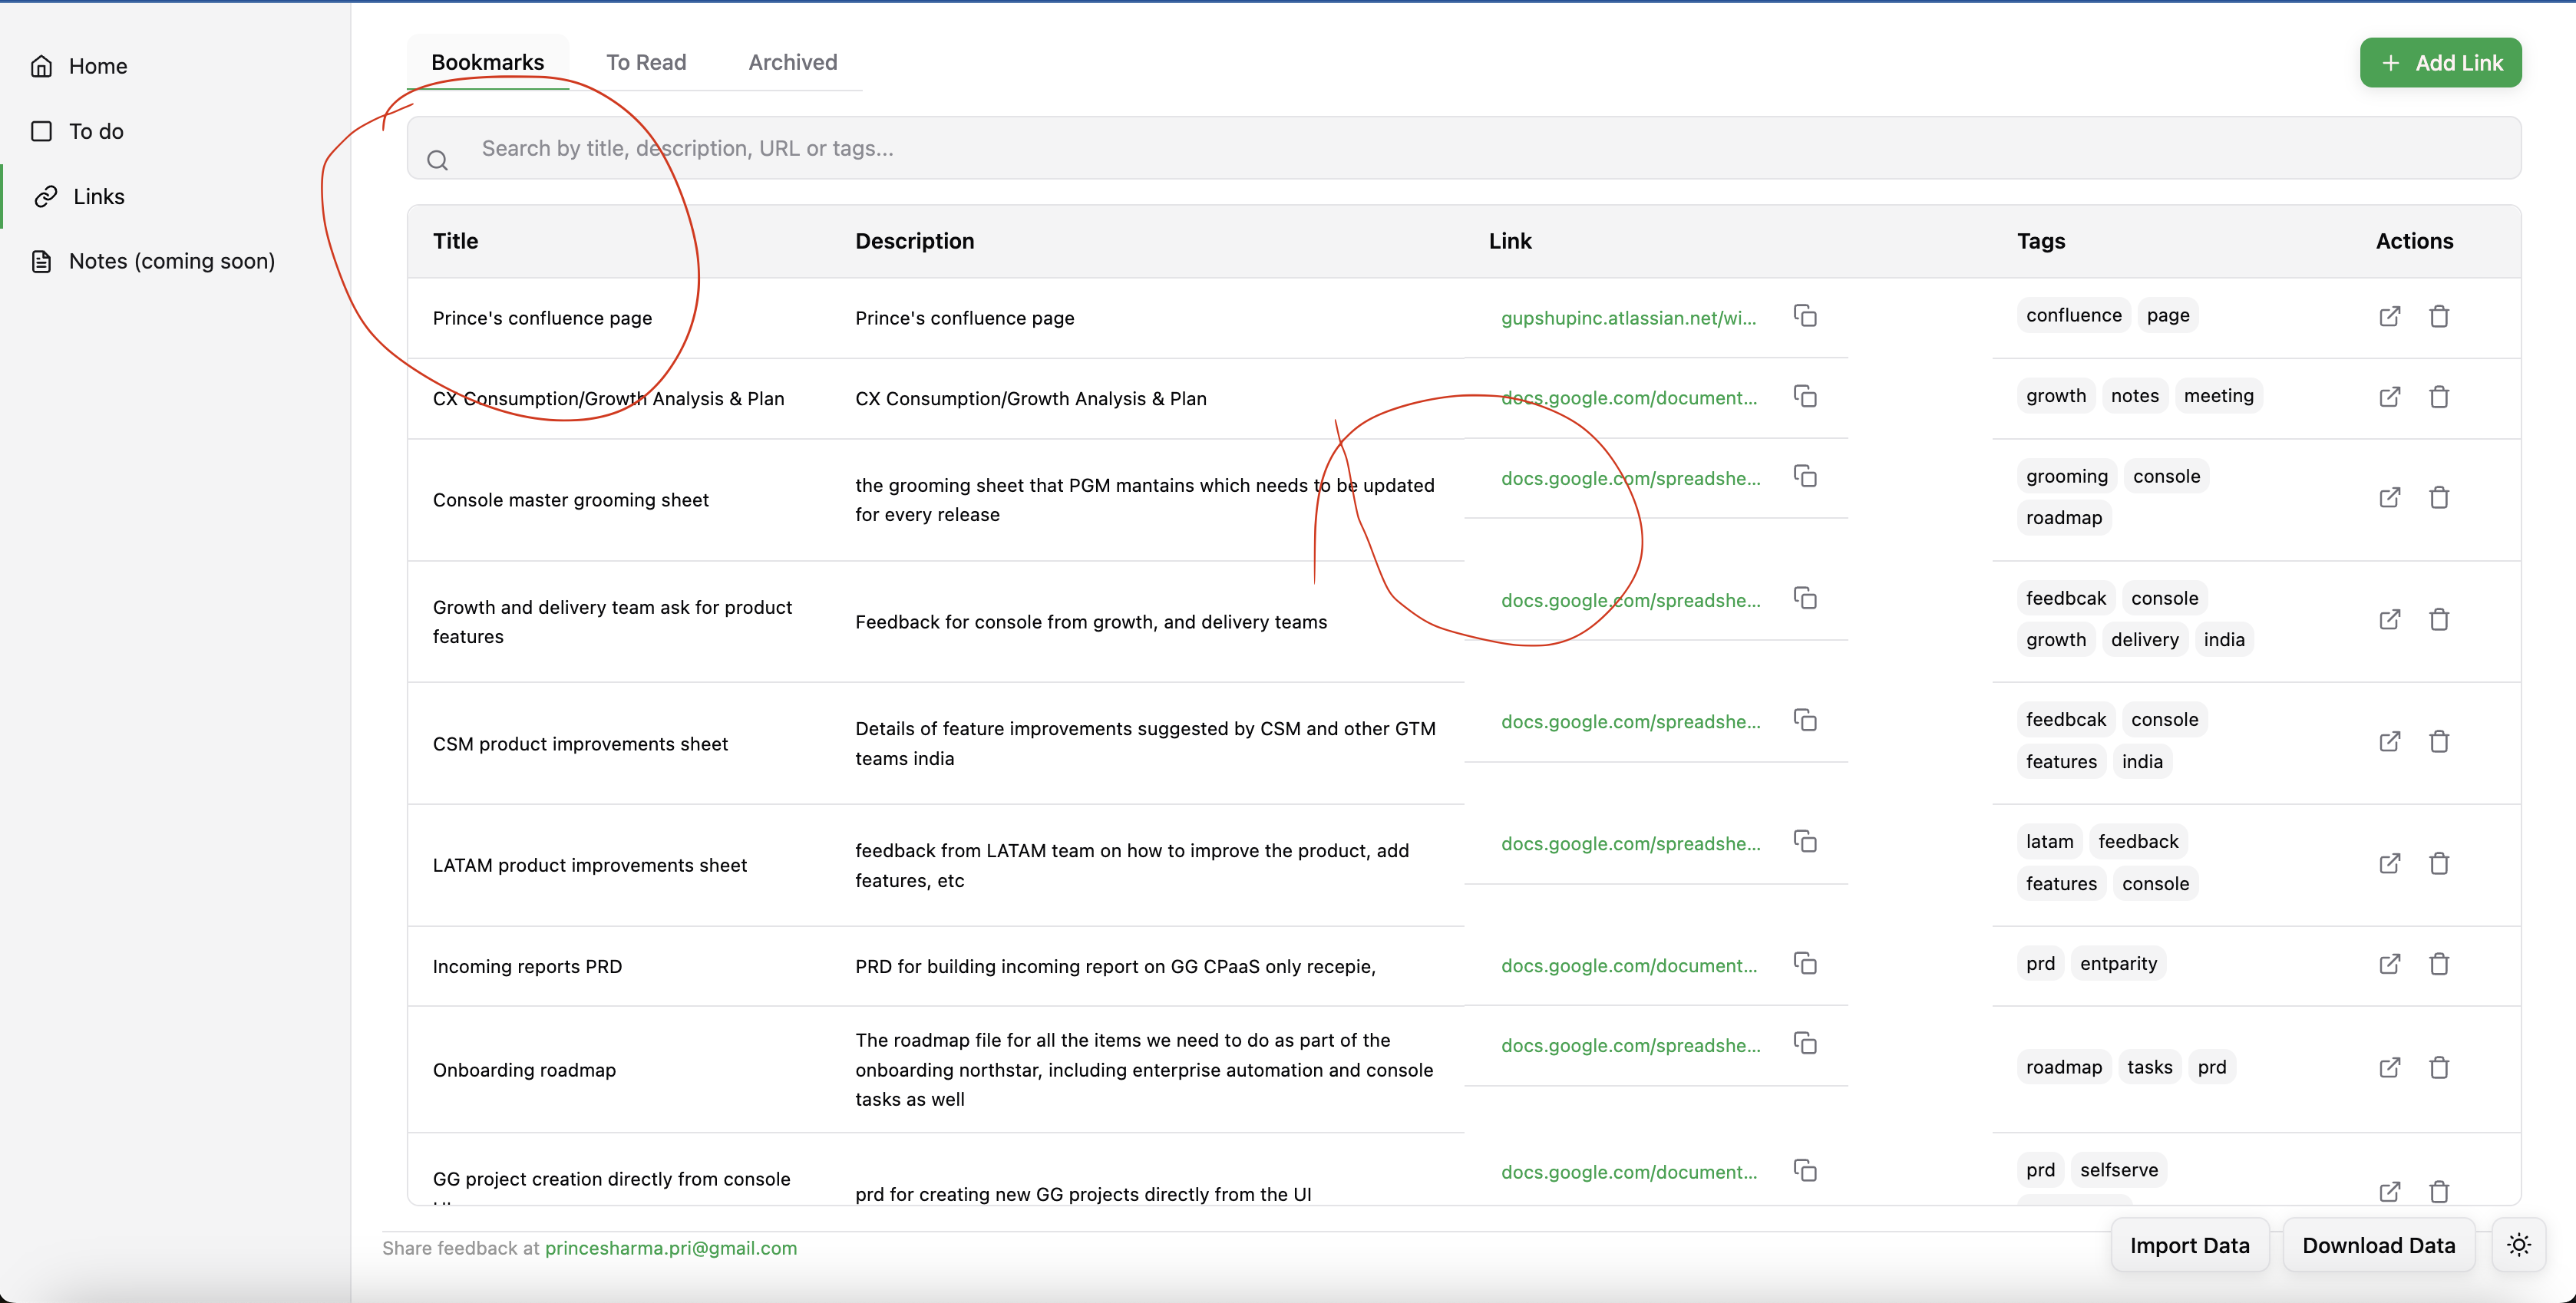 Home
To do
Links
Notes (coming soon)
Bookmarks To Read Archived
+ Add Link
Search by title, description, URL or tags...
Title Description Link Tags Actions
Prince's confluence page Prince's confluence page gupshupinc.atlassian.net/wi... confluence page
CX Consumption/Growth Analysis & Plan CX Consumption/Growth Analysis & Plan docs.google.com/document... growth notes meeting
Console master grooming sheet
the grooming sheet that PGM mantains which needs to be updated
for every release
docs.google.com/spreadshe...
grooming console
roadmap
Growth and delivery team ask for product
features
Feedback for console from growth, and delivery teams
docs.google.com/spreadshe...
feedbcak console
growth delivery india
CSM product improvements sheet
Details of feature improvements suggested by CSM and other GTM
teams india
docs.google.com/spreadshe...
feedbcak console
features india
LATAM product improvements sheet
feedback from LATAM team on how to improve the product, add
features, etc
docs.google.com/spreadshe...
latam feedback
features console
Incoming reports PRD PRD for building incoming report on GG CPaaS only recepie, docs.google.com/document... prd entparity
Onboarding roadmap
The roadmap file for all the items we need to do as part of the
onboarding northstar, including enterprise automation and console
tasks as well
docs.google.com/spreadshe...
roadmap tasks prd
GG project creation directly from console
prd for creating new GG projects directly from the UI
docs.google.com/document...
prd selfserve
Share feedback at princesharma.pri@gmail.com
Import Data Download Data